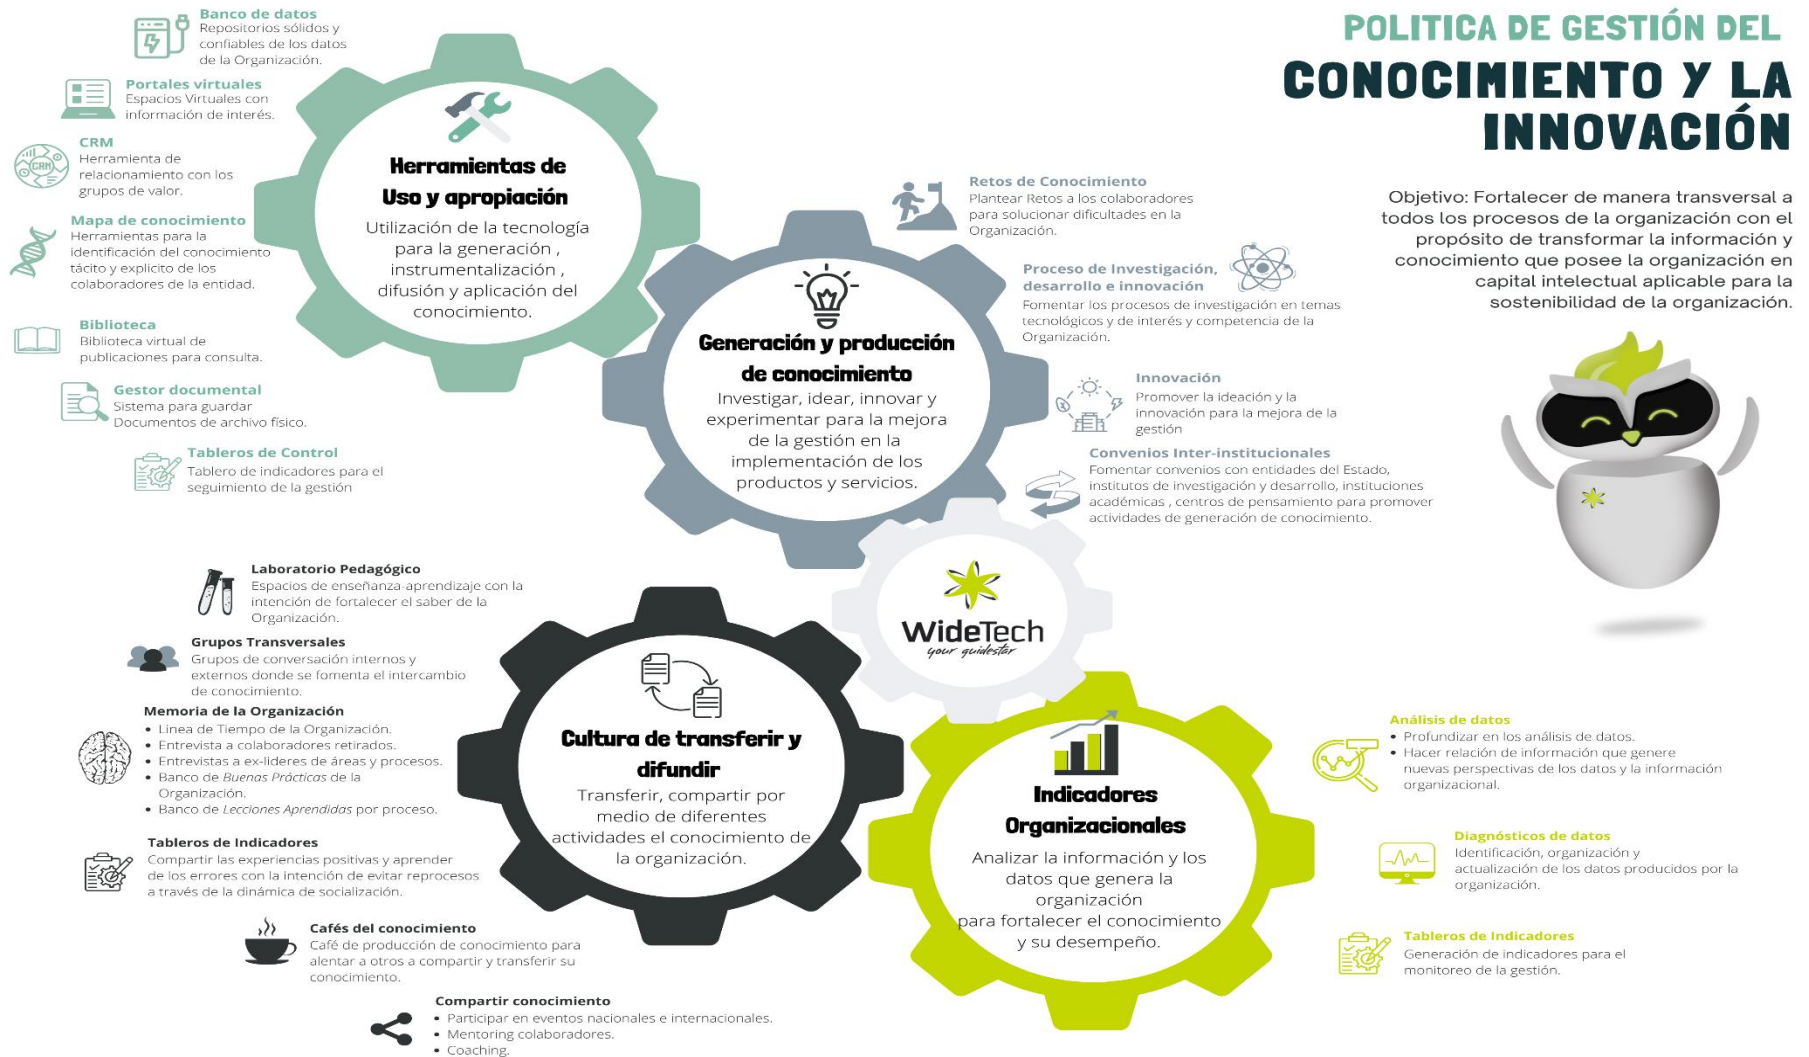 POLITICA DE GESTIÓN DEL
CONOCIMIENTO Y LA
INNOVACIÓN
Objetivo: Fortalecer de manera transversal a
todos los procesos de la organización con el
propósito de transformar la información y
conocimiento que posee la organización en
capital intelectual aplicable para la
sostenibilidad de la organización.
Banco de datos
Repositorios sólidos y
confiables de los datos
de la Organización.
Portales virtuales
Espacios Virtuales con
información de interés.
CRM
CRM
Herramienta de
relacionamiento con los
grupos de valor.
Mapa de conocimiento
Herramientas para la
identificación del conocimiento
tácito y explicito de los
colaboradores de la entidad.
Biblioteca
Biblioteca virtual de
publicaciones para consulta.
Gestor documental
Sistema para guardar
Documentos de archivo físico.
Tableros de Control
Tablero de indicadores para el
seguimiento de la gestión
Herramientas de
Uso y apropiación
Utilización de la tecnología
para la generación ,
instrumentalización ,
difusión y aplicación del
conocimiento.
Generación y producción
de conocimiento
Investigar, idear, innovar y
experimentar para la mejora
de la gestión en la
implementación de los
productos y servicios.
Retos de Conocimiento
Plantear Retos a los colaboradores
para solucionar dificultades en la
Organización.
Proceso de Investigación,
desarrollo e innovación
Fomentar los procesos de investigación en temas
tecnológicos y de interés y competencia de la
Organización.
Innovación
Promover la ideación y la
innovación para la mejora de la
gestión
Convenios Inter-institucionales
Fomentar convenios con entidades del Estado,
institutos de investigación y desarrollo, instituciones
académicas , centros de pensamiento para promover
actividades de generación de conocimiento.
WideTech
your guidestar
Laboratorio Pedagógico
Espacios de enseñanza-aprendizaje con la
intención de fortalecer el saber de la
Organización.
Grupos Transversales
Grupos de conversación internos y
externos donde se fomenta el intercambio
de conocimiento.
Memoria de la Organización
• Linea de Tiempo de la Organización.
• Entrevista a colaboradores retirados.
• Entrevistas a ex-lideres de áreas y procesos.
• Banco de Buenas Prácticas de la
Organización.
• Banco de Lecciones Aprendidas por proceso.
Tableros de Indicadores
Compartir las experiencias positivas y aprender
de los errores con la intención de evitar reprocesos
a través de la dinámica de socialización.
Cafés del conocimiento
Café de producción de conocimiento para
alentar a otros a compartir y transferir su
conocimiento.
Compartir conocimiento
• Participar en eventos nacionales e internacionales.
• Mentoring colaboradores.
• Coaching.
Cultura de transferir y
difundir
Transferir, compartir por
medio de diferentes
actividades el conocimiento de
la organización.
Indicadores
Organizacionales
Analizar la información y los
datos que genera la
organización
para fortalecer el conocimiento
y su desempeño.
Análisis de datos
• Profundizar en los análisis de datos.
• Hacer relación de información que genere
nuevas perspectivas de los datos y la información
organizacional.
Diagnósticos de datos
Identificación, organización y
actualización de los datos producidos por la
organización.
Tableros de Indicadores
Generación de indicadores para el
monitoreo de la gestión.